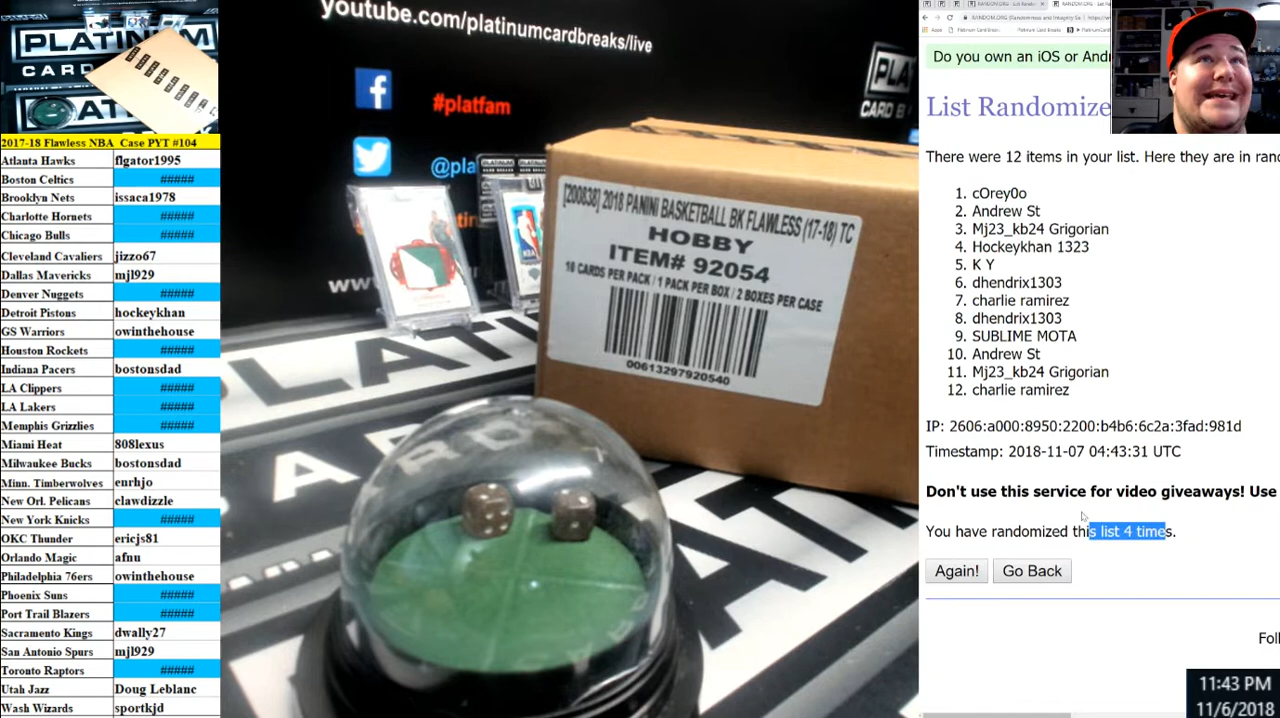 PLATINUM
CARD
2017-18 Flawless NBA Case PYT #104
Atlanta Hawks flgator1995
Boston Celtics #####
Brooklyn Nets issaca1978
Charlotte Hornets #####
Chicago Bulls #####
Cleveland Cavaliers jizzo67
Dallas Mavericks mjl929
Denver Nuggets #####
Detroit Pistons hockeykhan
GS Warriors owinthehouse
Houston Rockets #####
Indiana Pacers bostonsdad
LA Clippers #####
LA Lakers #####
Memphis Grizzlies #####
Miami Heat 808lexus
Milwaukee Bucks bostonsdad
Minn. Timberwolves enrhjo
New Orl. Pelicans clawdizzle
New York Knicks #####
OKC Thunder ericjs81
Orlando Magic afnu
Philadelphia 76ers owinthehouse
Phoenix Suns #####
Port Trail Blazers #####
Sacramento Kings dwally27
San Antonio Spurs mjl929
Toronto Raptors #####
Utah Jazz Doug Leblanc
Wash Wizards sportkjd
youtube.com/platinumcardbreaks/live
#platfam
@pla
www
PLA
CARD B
[200838] 2018 PANINI BASKETBALL BK FLAWLESS (17-18) TC
HOBBY
ITEM# 92054
10 CARDS PER PACK / 1 PACK PER BOX / 2 BOXES PER CASE
00613297920540
Do you own an iOS or Andr
List Randomize
There were 12 items in your list. Here they are in rand
1. cOrey0o
2. Andrew St
3. Mj23_kb24 Grigorian
4. Hockeykhan 1323
5. K Y
6. dhendrix1303
7. charlie ramirez
8. dhendrix1303
9. SUBLIME MOTA
10. Andrew St
11. Mj23_kb24 Grigorian
12. charlie ramirez
IP: 2606:a000:8950:2200:b4b6:6c2a:3fad:981d
Timestamp: 2018-11-07 04:43:31 UTC
Don't use this service for video giveaways! Use
You have randomized this list 4 times.
Again! Go Back
Foll
11:43 PM
11/6/2018